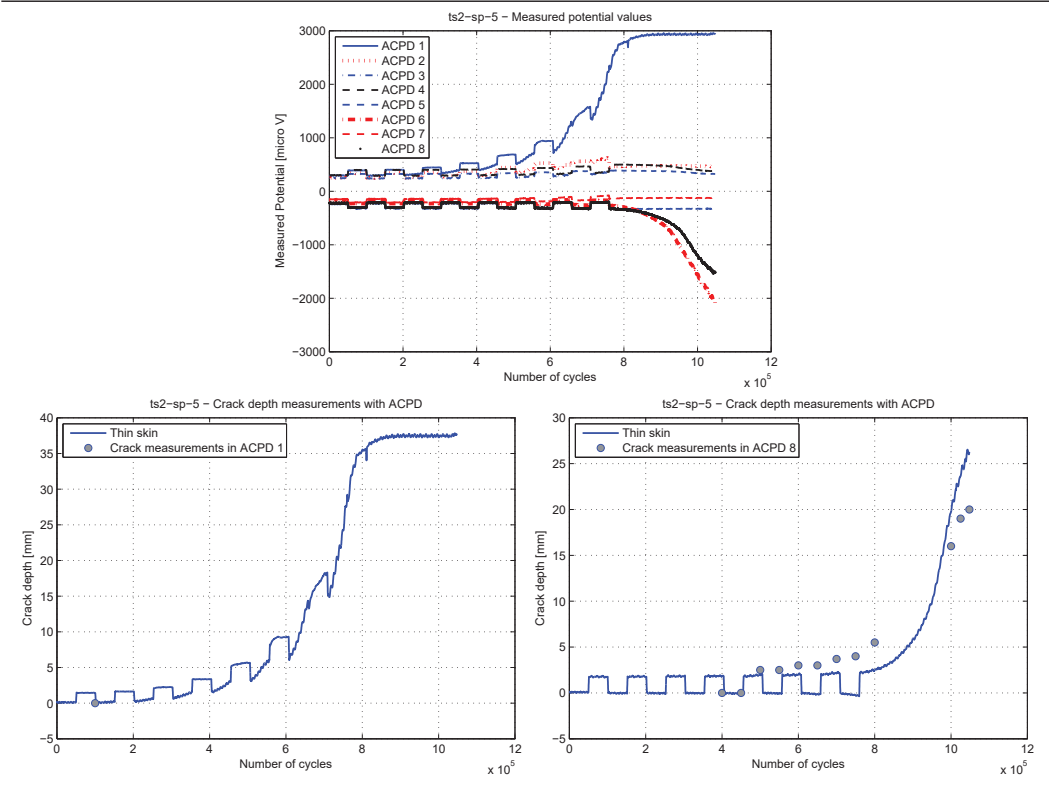 ts2−sp−5 − Measured potential values
3000
2000
1000
0
−1000
−2000
−3000
Measured Potential [micro V]
ACPD 1
ACPD 2
ACPD 3
ACPD 4
ACPD 5
ACPD 6
ACPD 7
ACPD 8
0 2 4 6 8 10 12
Number of cycles
x 10^5
ts2−sp−5 − Crack depth measurements with ACPD
40
35
30
25
20
15
10
5
0
−5
Crack depth [mm]
Thin skin
Crack measurements in ACPD 1
0 2 4 6 8 10 12
Number of cycles
x 10^5
ts2−sp−5 − Crack depth measurements with ACPD
30
25
20
15
10
5
0
−5
Crack depth [mm]
Thin skin
Crack measurements in ACPD 8
0 2 4 6 8 10 12
Number of cycles
x 10^5